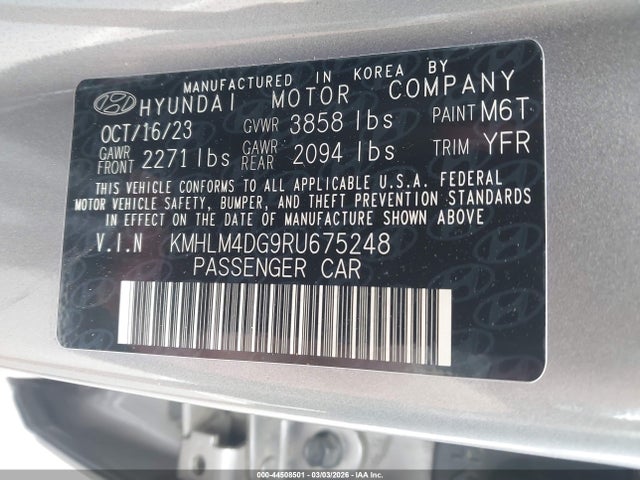 MANUFACTURED IN KOREA BY
HYUNDAI MOTOR COMPANY
OCT/16/23 GVWR 3858 lbs PAINT M6T
GAWR FRONT 2271 lbs GAWR REAR 2094 lbs TRIM YFR
THIS VEHICLE CONFORMS TO ALL APPLICABLE U.S.A. FEDERAL
MOTOR VEHICLE SAFETY, BUMPER, AND THEFT PREVENTION STANDARDS
IN EFFECT ON THE DATE OF MANUFACTURE SHOWN ABOVE
V.I.N KMHLM4DG9RU675248
PASSENGER CAR
000-44508501 - 03/03/2026 - IAA Inc.